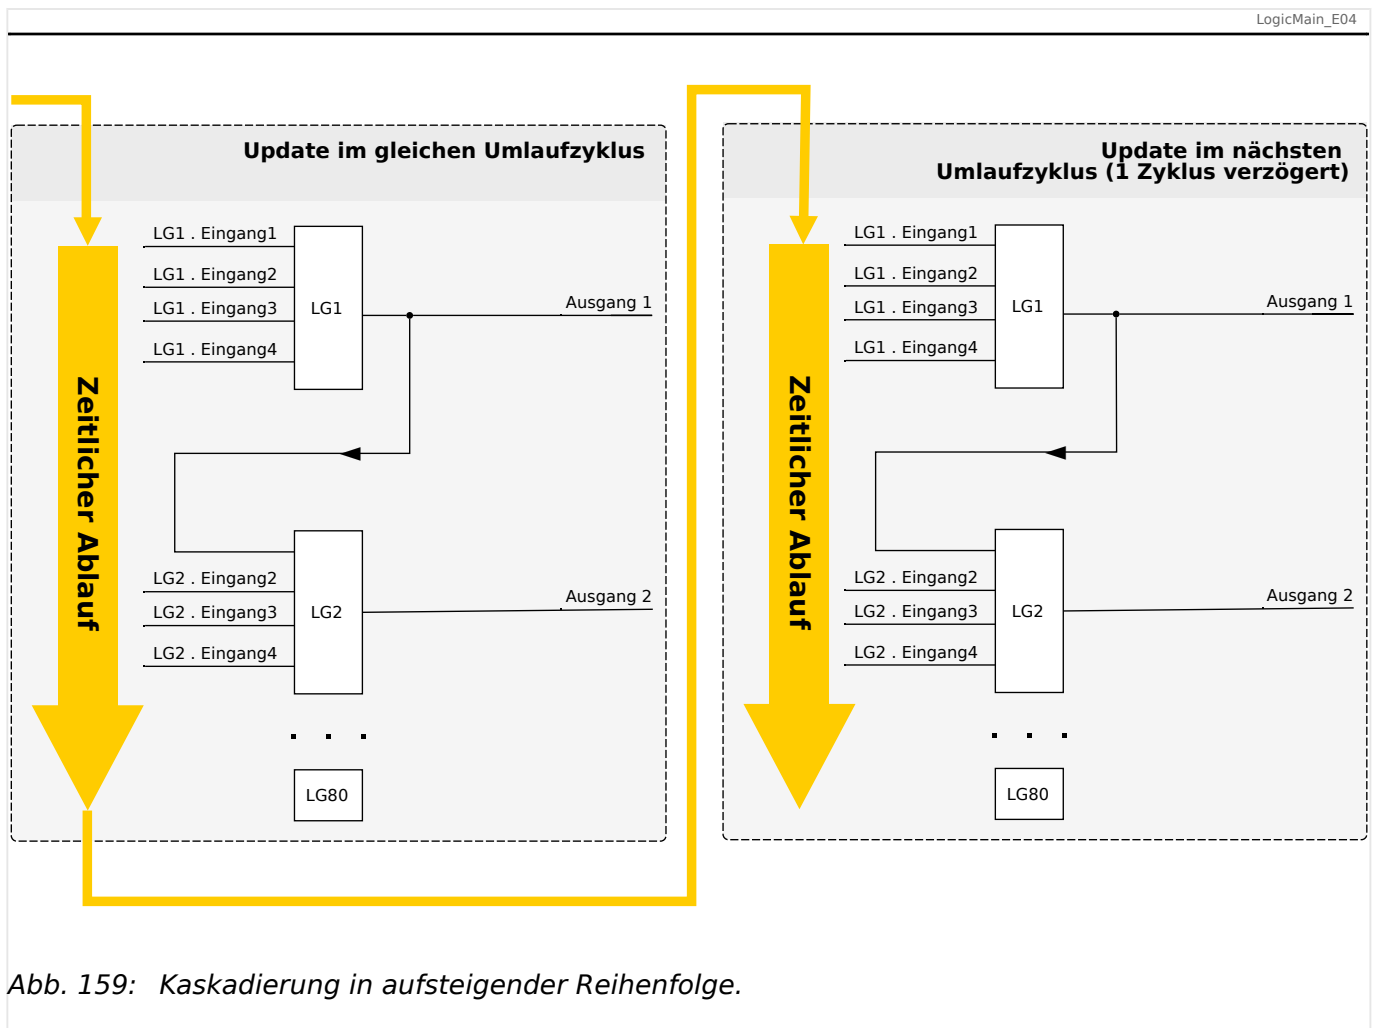 LogicMain_E04
Update im gleichen Umlaufzyklus
LG1 . Eingang1
LG1 . Eingang2
LG1 . Eingang3
LG1 . Eingang4
LG1
Ausgang 1
Zeitlicher Ablauf
LG2 . Eingang2
LG2 . Eingang3
LG2 . Eingang4
LG2
Ausgang 2
. . .
LG80
Update im nächsten
Umlaufzyklus (1 Zyklus verzögert)
LG1 . Eingang1
LG1 . Eingang2
LG1 . Eingang3
LG1 . Eingang4
LG1
Ausgang 1
Zeitlicher Ablauf
LG2 . Eingang2
LG2 . Eingang3
LG2 . Eingang4
LG2
Ausgang 2
. . .
LG80
Abb. 159: Kaskadierung in aufsteigender Reihenfolge.